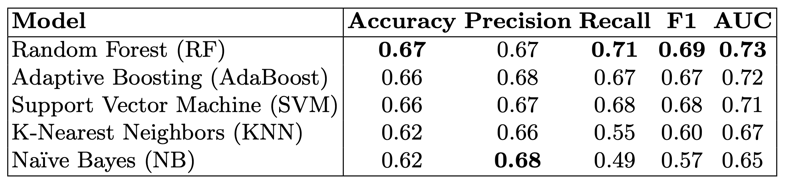 Model Accuracy Precision Recall F1 AUC
Random Forest (RF) 0.67 0.67 0.71 0.69 0.73
Adaptive Boosting (AdaBoost) 0.66 0.68 0.67 0.67 0.72
Support Vector Machine (SVM) 0.66 0.67 0.68 0.68 0.71
K-Nearest Neighbors (KNN) 0.62 0.66 0.55 0.60 0.67
Naïve Bayes (NB) 0.62 0.68 0.49 0.57 0.65